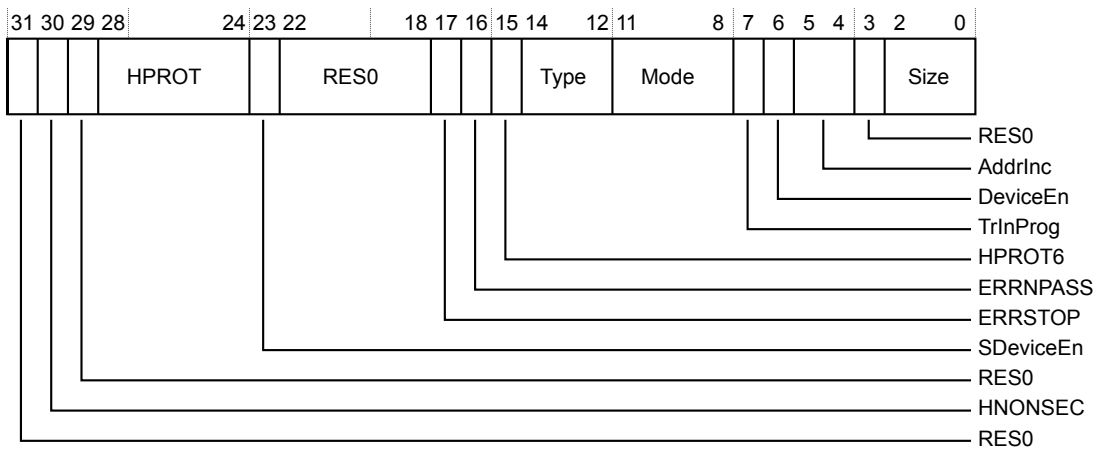 31 30 29 28 24 23 22 18 17 16 15 14 12 11 8 7 6 5 4 3 2 0
HPROT RES0 Type Mode Size
RES0
AddrInc
DeviceEn
TrInProg
HPROT6
ERRNPASS
ERRSTOP
SDeviceEn
RES0
HNONSEC
RES0